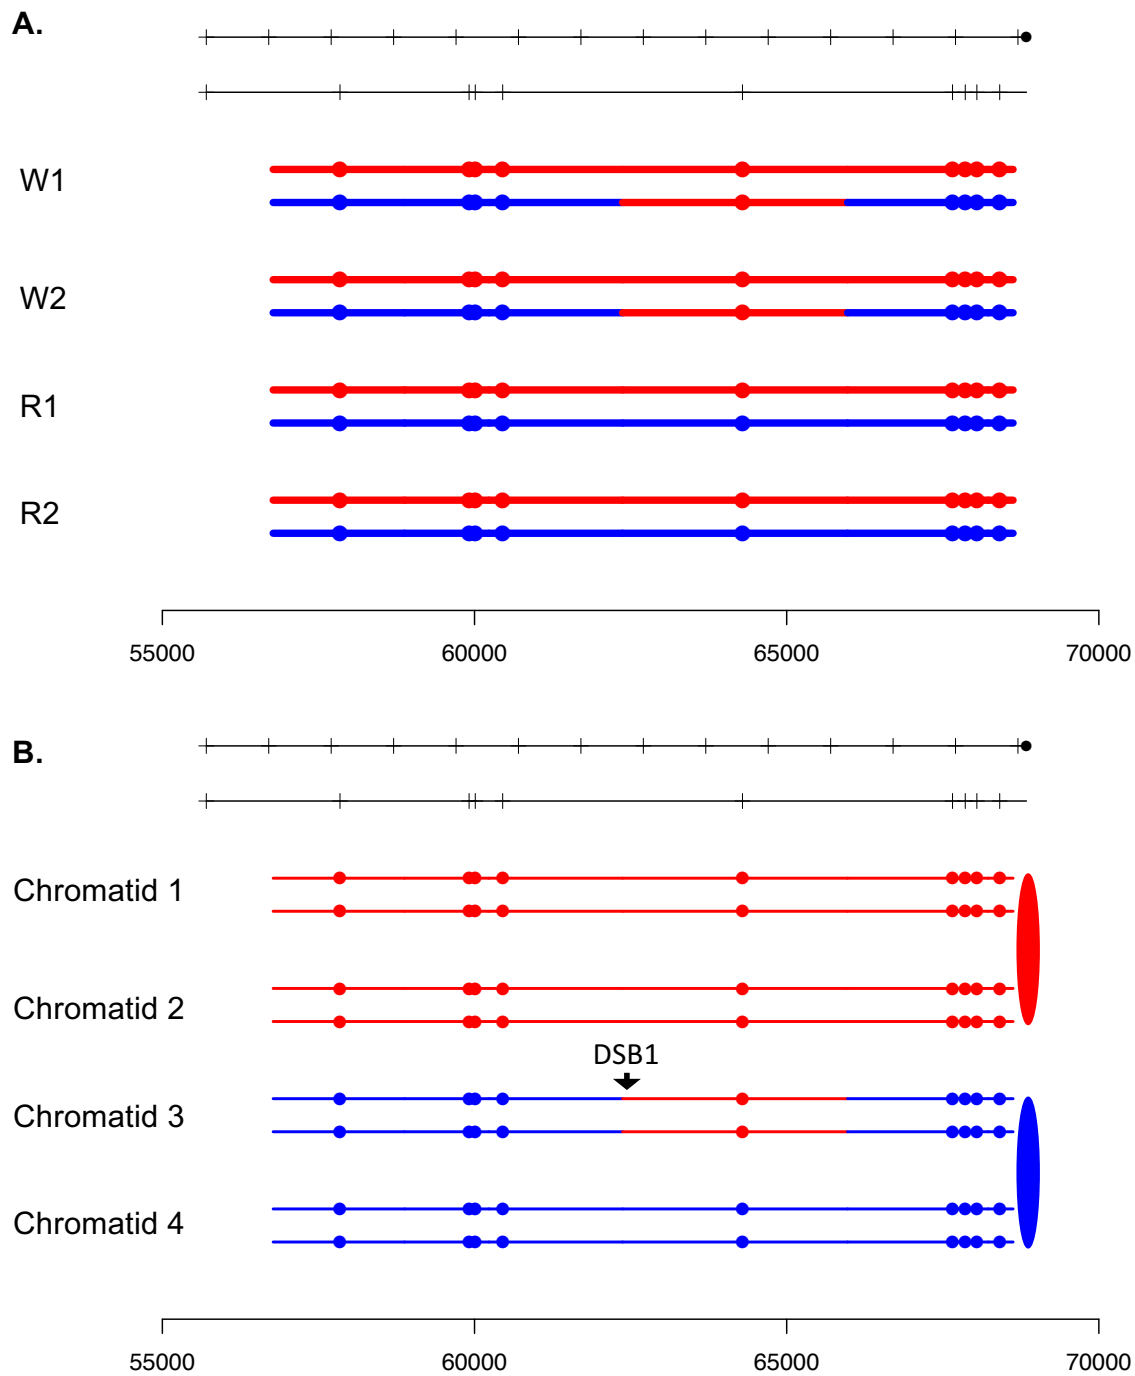 A.
W1
W2
R1
R2
55000 60000 65000 70000
B.
Chromatid 1
Chromatid 2
DSB1
Chromatid 3
Chromatid 4
55000 60000 65000 70000